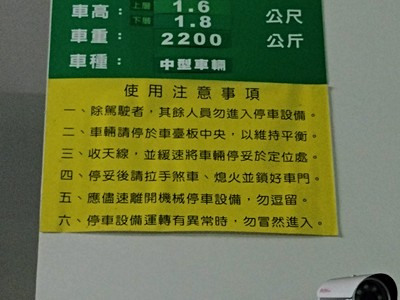 上層 1.6
車高： 公尺
下層 1.8
車重： 2200 公斤
車種： 中型車輛
使用注意事項
一、除駕駛者，其餘人員勿進入停車設備。
二、車輛請停於車臺板中央，以維持平衡。
三、收天線，並緩速將車輛停妥於定位處。
四、停妥後請拉手煞車、熄火並鎖好車門。
五、應儘速離開機械停車設備，勿逗留。
六、停車設備運轉有異常時，勿冒然進入。